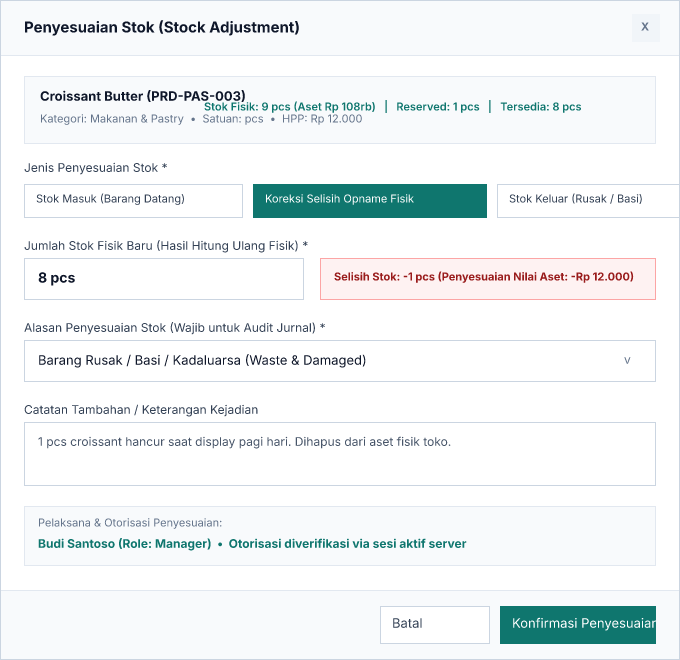 Penyesuaian Stok (Stock Adjustment)
X
Croissant Butter (PRD-PAS-003)
Stok Fisik: 9 pcs (Aset Rp 108rb) | Reserved: 1 pcs | Tersedia: 8 pcs
Kategori: Makanan & Pastry • Satuan: pcs • HPP: Rp 12.000
Jenis Penyesuaian Stok *
Stok Masuk (Barang Datang)
Koreksi Selisih Opname Fisik
Stok Keluar (Rusak / Basi)
Jumlah Stok Fisik Baru (Hasil Hitung Ulang Fisik) *
8 pcs
Selisih Stok: -1 pcs (Penyesuaian Nilai Aset: -Rp 12.000)
Alasan Penyesuaian Stok (Wajib untuk Audit Jurnal) *
Barang Rusak / Basi / Kadaluarsa (Waste & Damaged)
v
Catatan Tambahan / Keterangan Kejadian
1 pcs croissant hancur saat display pagi hari. Dihapus dari aset fisik toko.
Pelaksana & Otorisasi Penyesuaian:
Budi Santoso (Role: Manager) • Otorisasi diverifikasi via sesi aktif server
Batal
Konfirmasi Penyesuaian